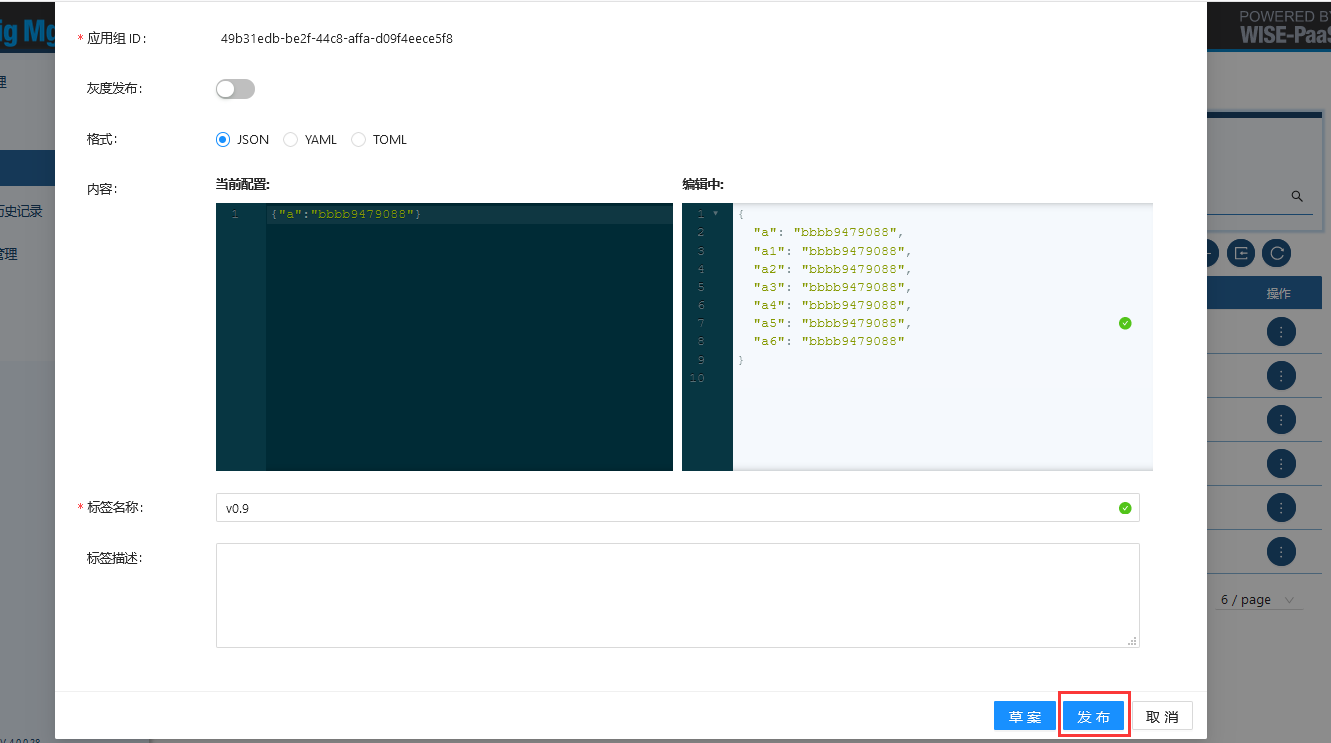 ig Mg
POWERED BY
WISE-PaaS
* 应用组 ID:
49b31edb-be2f-44c8-affa-d09f4eece5f8
理
灰度发布:
格式:
JSON
YAML
TOML
内容:
当前配置:
编辑中:
历史记录
管理
1 {"a":"bbbb9479088"}
1 {
2 "a": "bbbb9479088",
3 "a1": "bbbb9479088",
4 "a2": "bbbb9479088",
5 "a3": "bbbb9479088",
6 "a4": "bbbb9479088",
7 "a5": "bbbb9479088",
8 "a6": "bbbb9479088"
9 }
10
操作
* 标签名称:
v0.9
标签描述:
6 / page
草 案
发 布
取 消